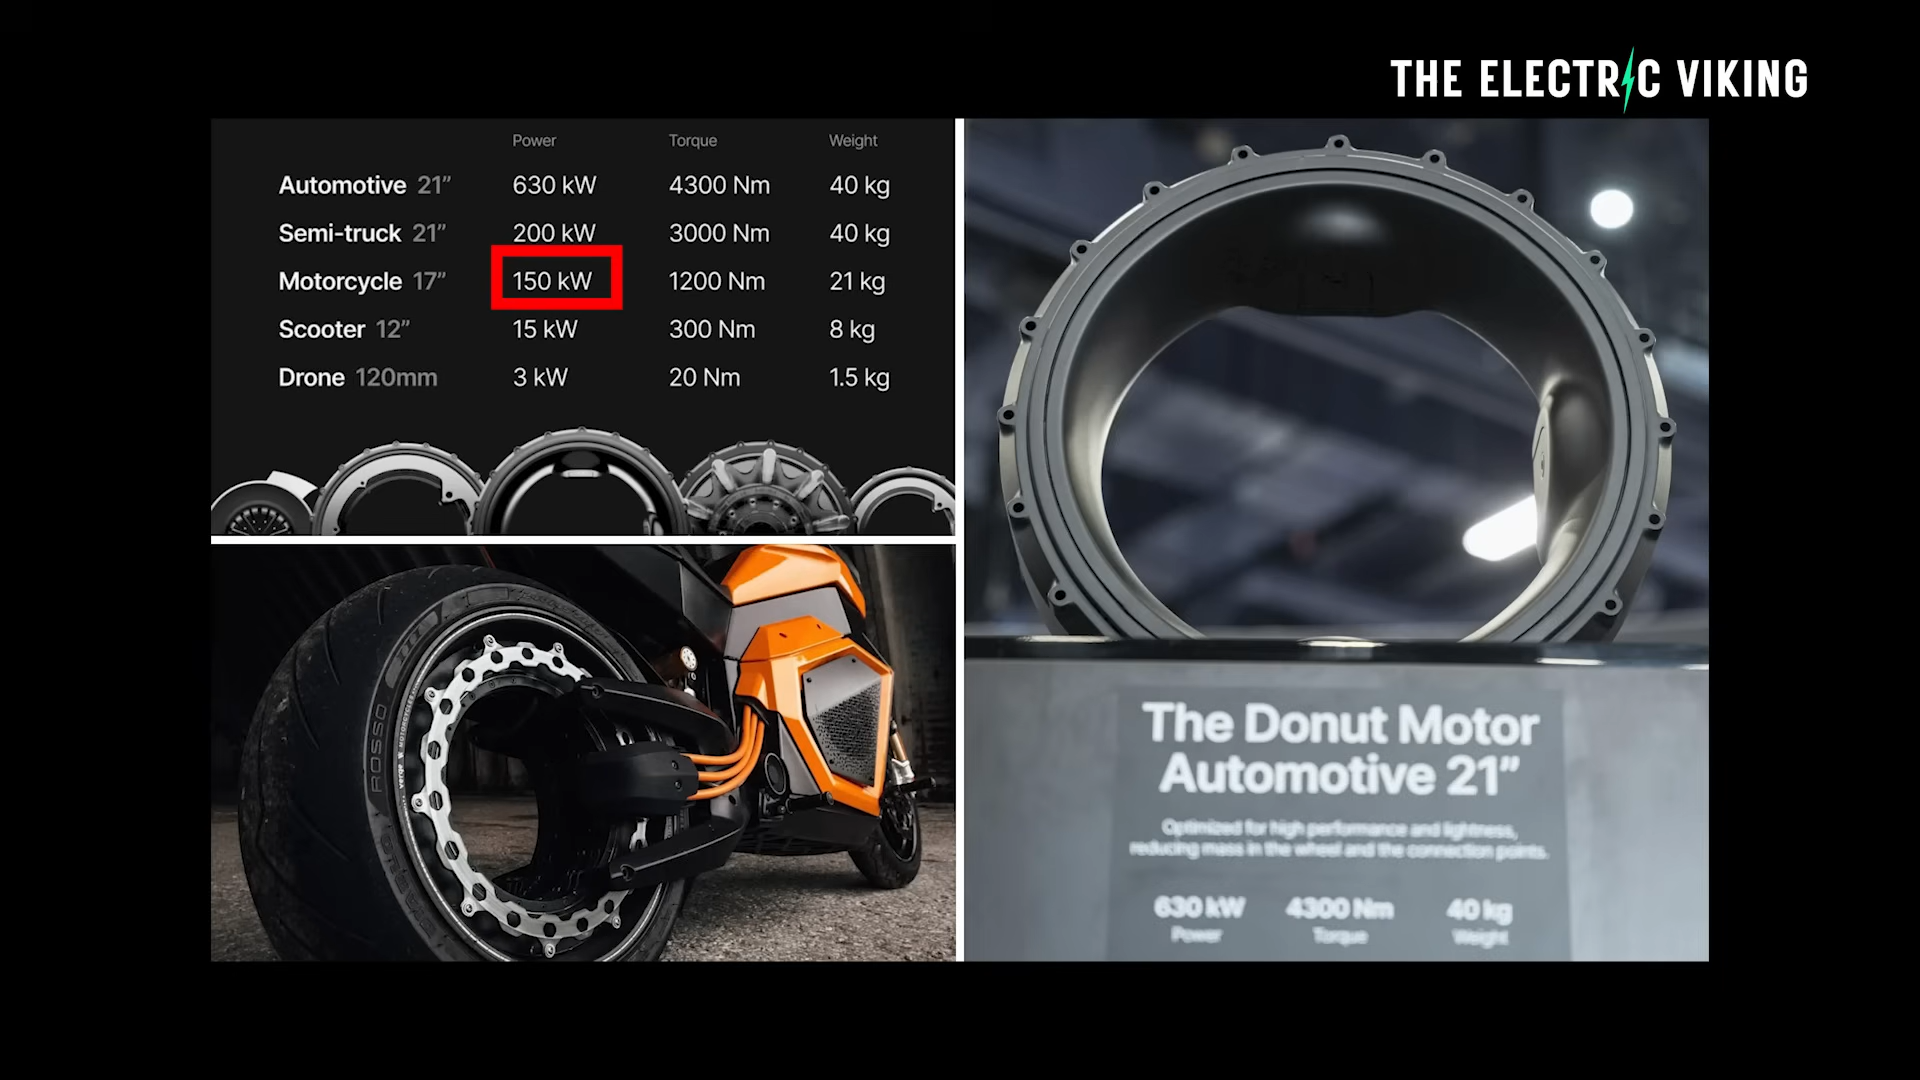 THE ELECTRIC VIKING
Power Torque Weight
Automotive 21” 630 kW 4300 Nm 40 kg
Semi-truck 21” 200 kW 3000 Nm 40 kg
Motorcycle 17” 150 kW 1200 Nm 21 kg
Scooter 12” 15 kW 300 Nm 8 kg
Drone 120mm 3 kW 20 Nm 1.5 kg
ROSSO
The Donut Motor
Automotive 21”
Optimized for high performance and lightness,
reducing mass in the wheel and the connection points.
630 kW 4300 Nm 40 kg
Power Torque Weight